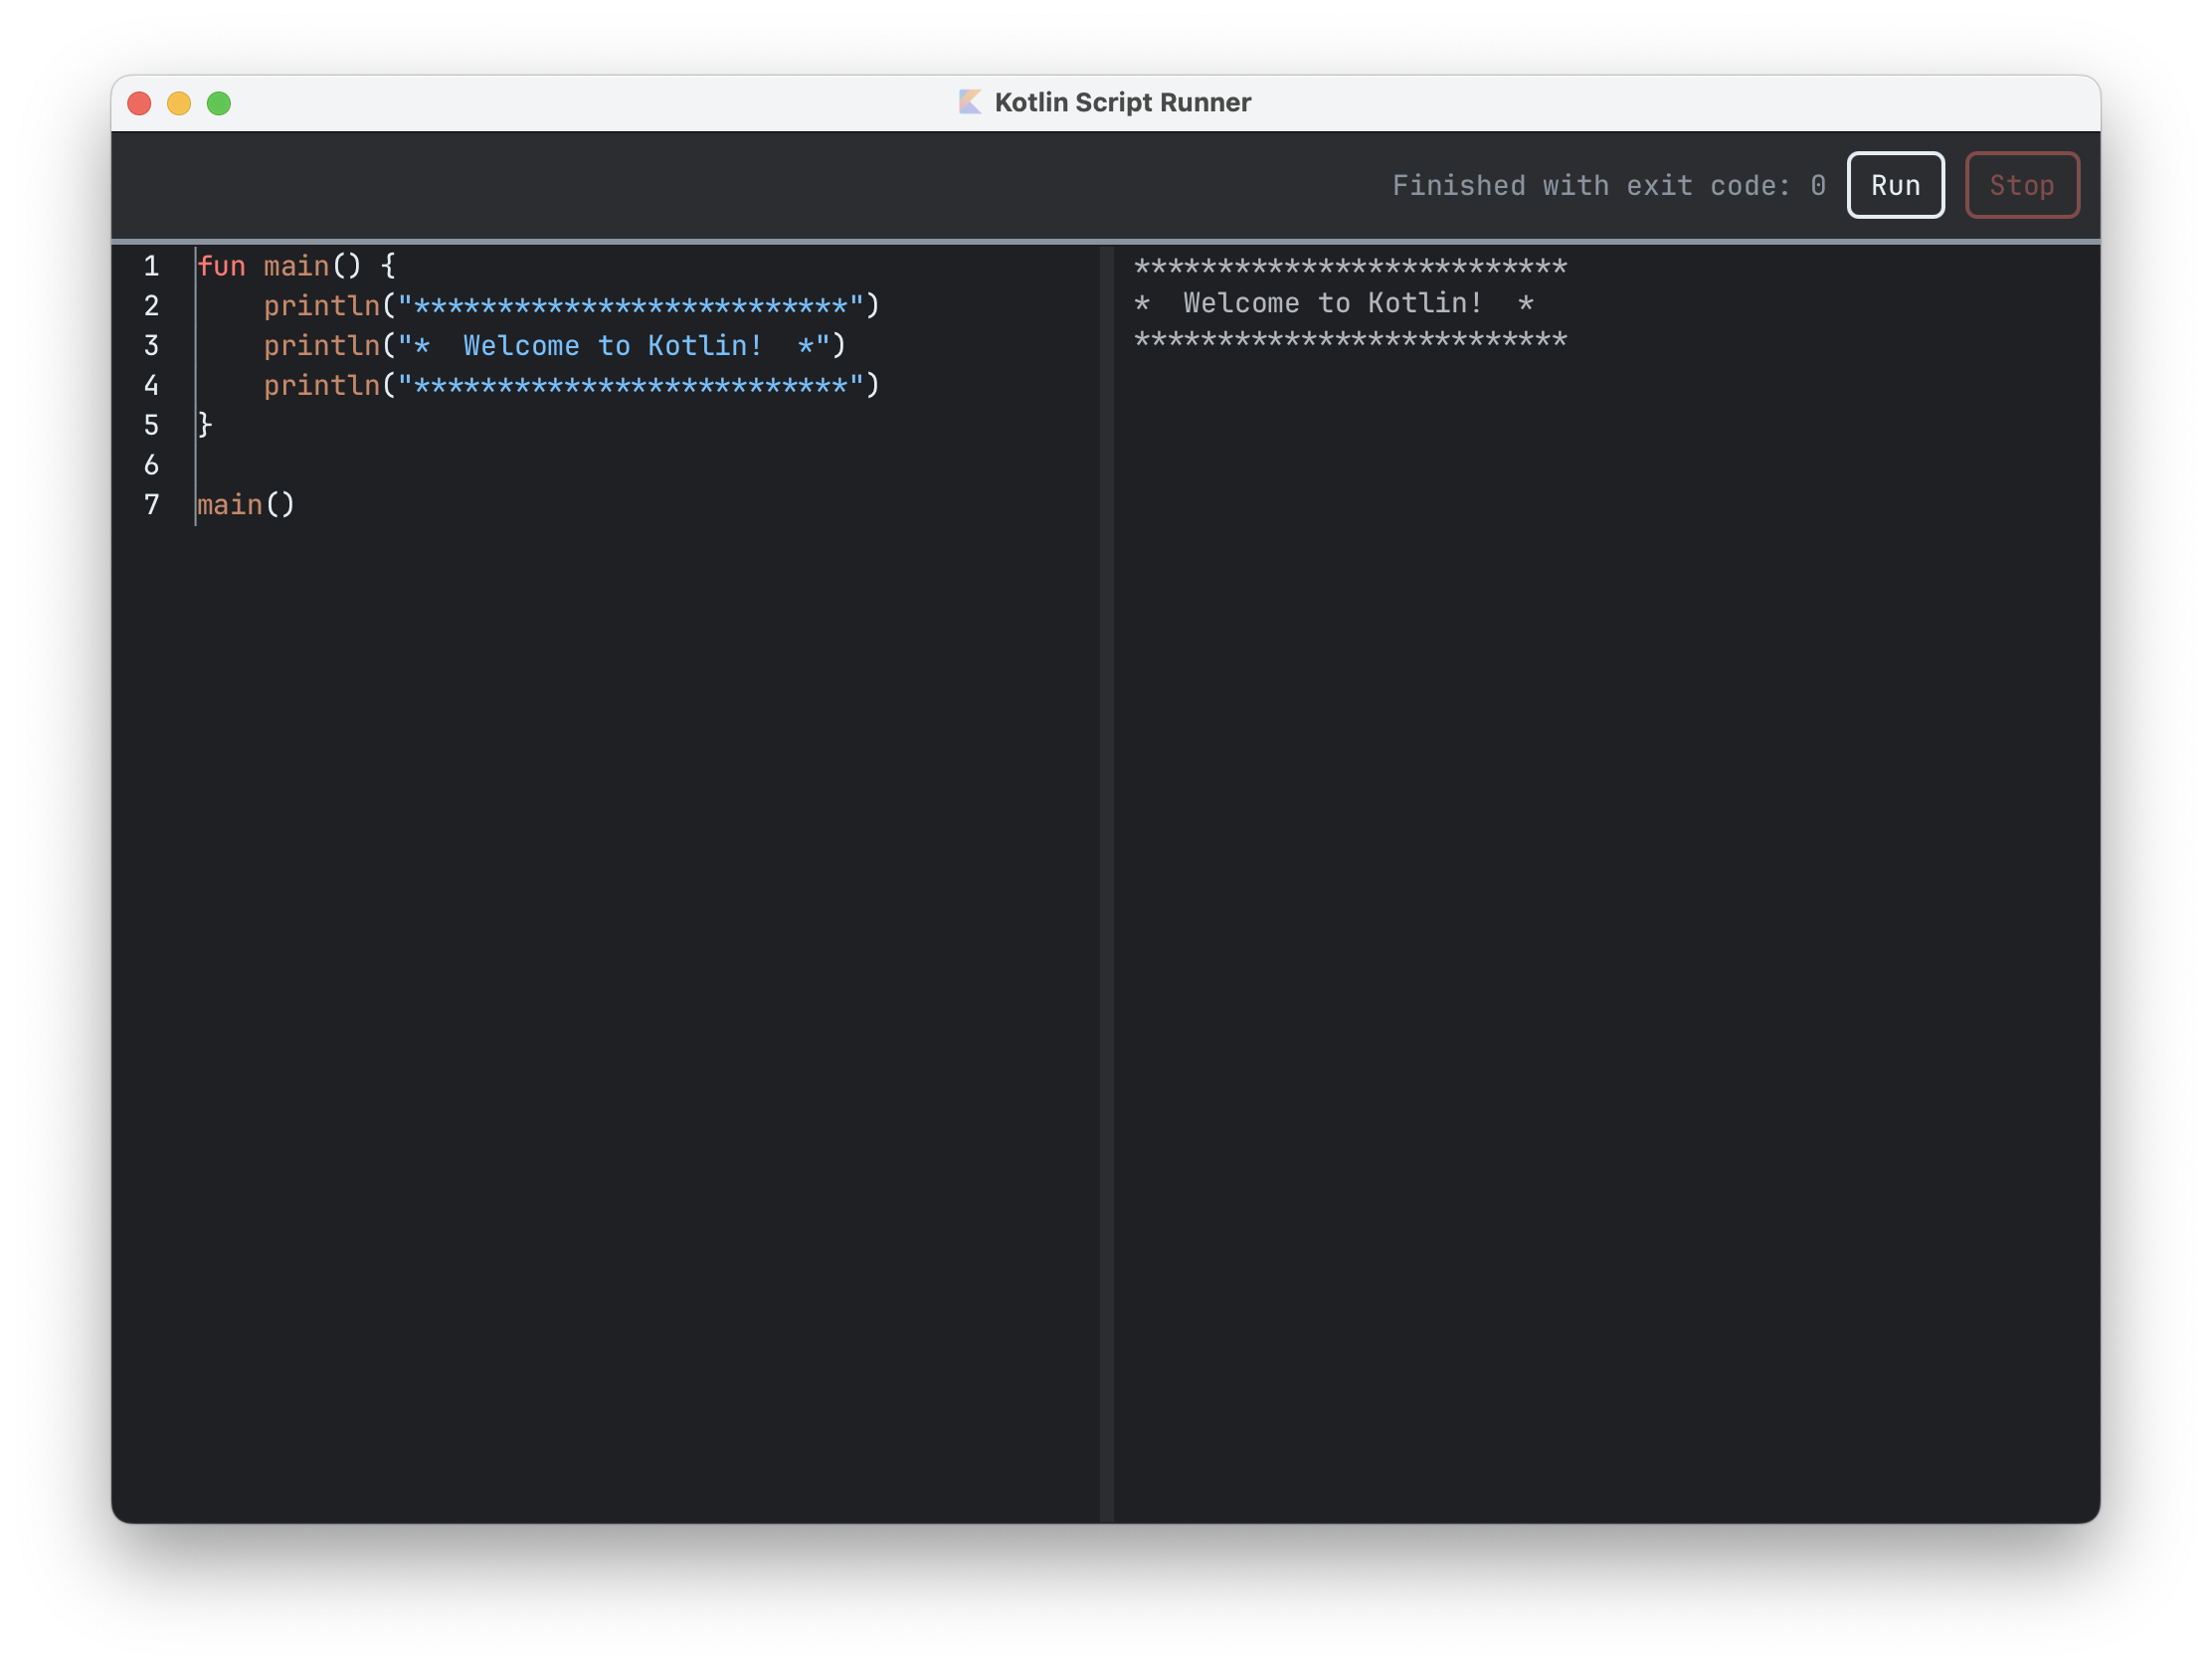 Kotlin Script Runner
Finished with exit code: 0 Run Stop
1 fun main() {
2     println("**************************")
3     println("*  Welcome to Kotlin!  *")
4     println("**************************")
5 }
6
7 main()
**************************
*  Welcome to Kotlin!  *
**************************